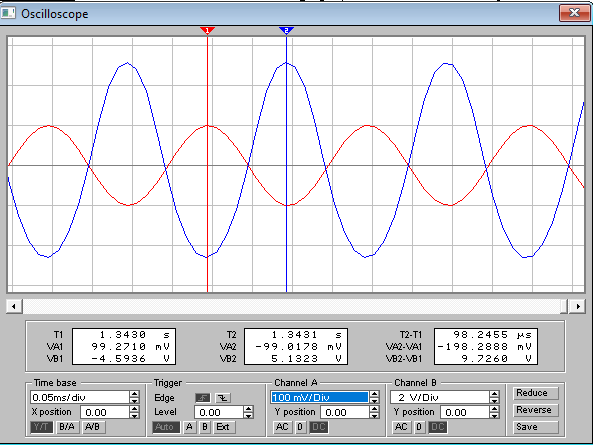 Oscilloscope
1 2
T1 1.3430 s T2 1.3431 s T2-T1 98.2455 µs
VA1 99.2710 mV VA2 -99.0178 mV VA2-VA1 -198.2888 mV
VB1 -4.5936 V VB2 5.1323 V VB2-VB1 9.7260 V
Time base Trigger Channel A Channel B
0.05ms/div Edge 100 mV/Div 2 V/Div Reduce
X position 0.00 Level 0.00 Y position 0.00 Y position 0.00 Reverse
Y/T B/A A/B Auto A B Ext AC 0 DC AC 0 DC Save